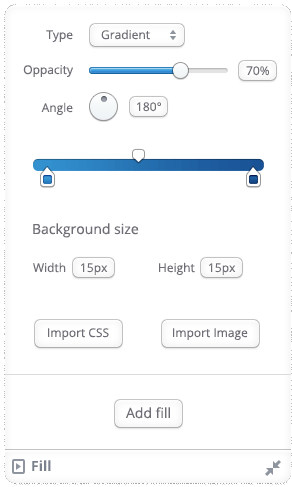 Type Gradient
Oppacity 70%
Angle 180°
Background size
Width 15px Height 15px
Import CSS Import Image
Add fill
Fill